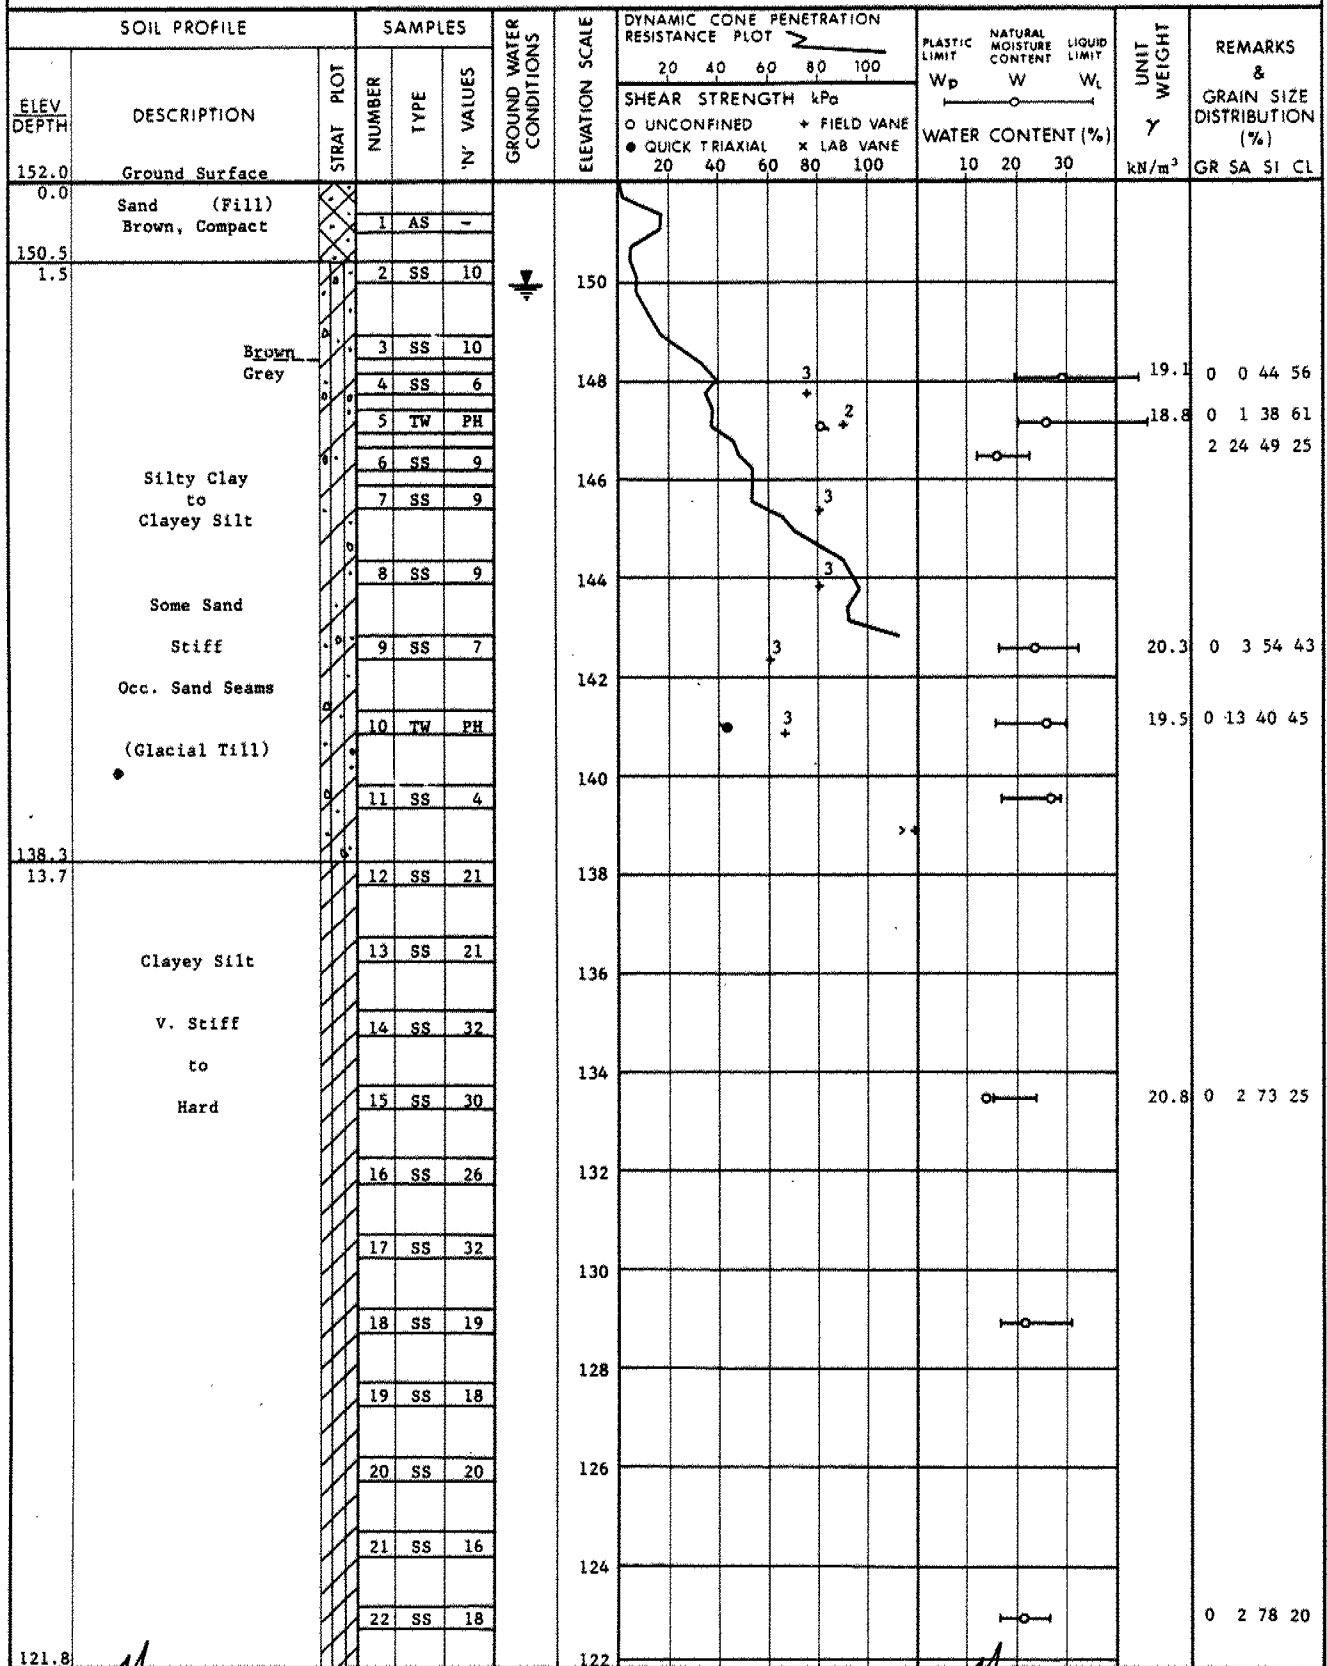 SOIL PROFILE
SAMPLES
GROUND WATER CONDITIONS
ELEVATION SCALE
DYNAMIC CONE PENETRATION
RESISTANCE PLOT
20 40 60 80 100
SHEAR STRENGTH kPa
o UNCONFINED + FIELD VANE
● QUICK TRIAXIAL x LAB VANE
20 40 60 80 100
PLASTIC LIMIT
NATURAL MOISTURE CONTENT
LIQUID LIMIT
Wp W WL
WATER CONTENT (%)
10 20 30
UNIT WEIGHT
γ
kN/m³
REMARKS
&
GRAIN SIZE
DISTRIBUTION
(%)
GR SA SI CL
ELEV
DEPTH
DESCRIPTION
STRAT PLOT
NUMBER
TYPE
'N' VALUES
152.0 Ground Surface
0.0
Sand (Fill)
Brown, Compact
1 AS -
150.5
1.5
2 SS 10
150
Brown
Grey
3 SS 10
19.1 0 0 44 56
4 SS 6
148
3
5 TW PH
2
18.8 0 1 38 61
2 24 49 25
6 SS 9
Silty Clay
to
Clayey Silt
146
7 SS 9
3
8 SS 9
144
3
Some Sand
Stiff
9 SS 7
3
20.3 0 3 54 43
142
Occ. Sand Seams
10 TW PH
3
19.5 0 13 40 45
(Glacial Till)
140
11 SS 4
138.3
13.7
12 SS 21
138
Clayey Silt
13 SS 21
136
V. Stiff
to
Hard
14 SS 32
134
15 SS 30
20.8 0 2 73 25
16 SS 26
132
17 SS 32
130
18 SS 19
128
19 SS 18
20 SS 20
126
21 SS 16
124
22 SS 18
0 2 78 20
121.8
122